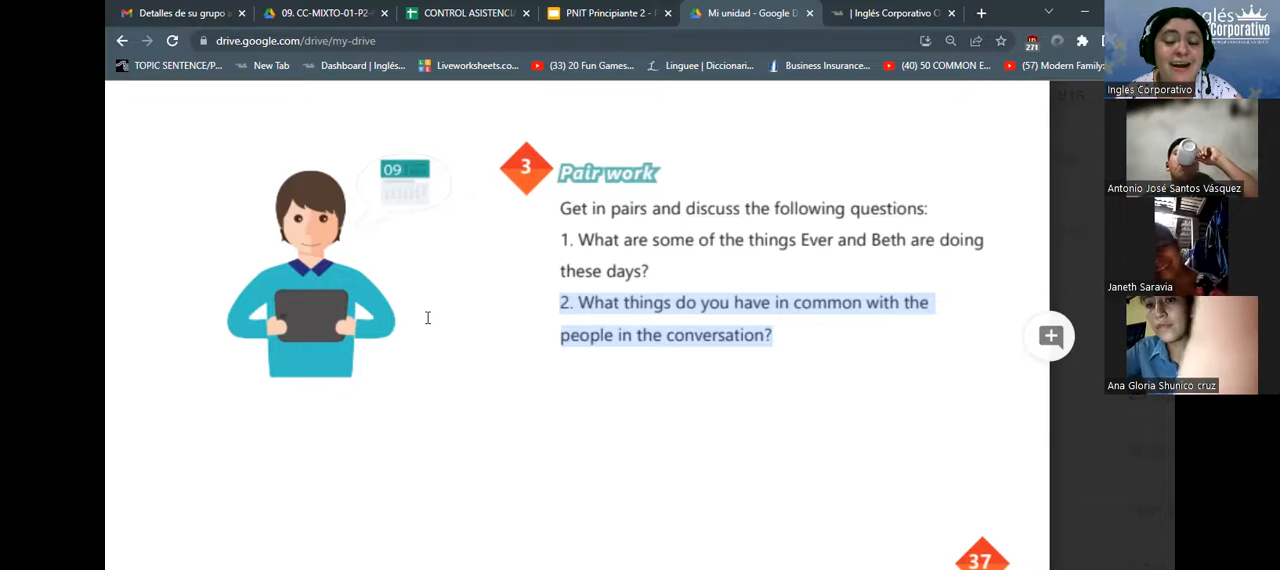 Detalles de su grupo a
09. CC-MIXTO-01-P2-
CONTROL ASISTENCI
PNIT Principiante 2 -
Mi unidad - Google D
| Inglés Corporativo O
drive.google.com/drive/my-drive
271
TOPIC SENTENCE/P...
New Tab
Dashboard | Inglés,...
Liveworksheets.co...
(33) 20 Fun Games...
Linguee | Diccionari...
Business Insurance...
(40) 50 COMMON E...
(57) Modern Family:
Inglés
Corporativo
Ingles Corporativo
Antonio José Santos Vásquez
Janeth Saravia
Ana Gloria Shunico cruz
09
3
Pair work
Get in pairs and discuss the following questions:
1. What are some of the things Ever and Beth are doing
these days?
2. What things do you have in common with the
people in the conversation?
37